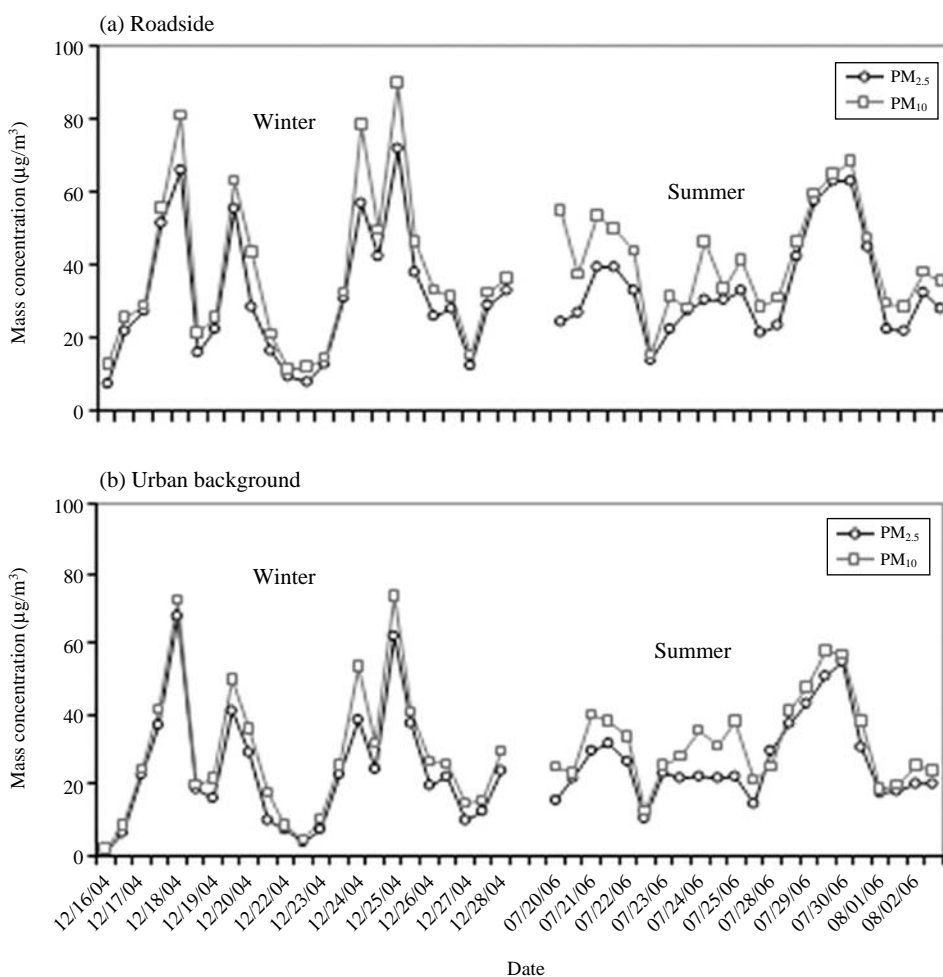 (a) Roadside
100
80
60
40
20
0
Mass concentration (µg/m³)
Winter
Summer
PM₂.₅
PM₁₀
(b) Urban background
100
80
60
40
20
0
Mass concentration (µg/m³)
Winter
Summer
PM₂.₅
PM₁₀
12/16/04
12/17/04
12/18/04
12/19/04
12/20/04
12/22/04
12/23/04
12/24/04
12/25/04
12/26/04
12/27/04
12/28/04
07/20/06
07/21/06
07/22/06
07/23/06
07/24/06
07/25/06
07/28/06
07/29/06
07/30/06
08/01/06
08/02/06
Date